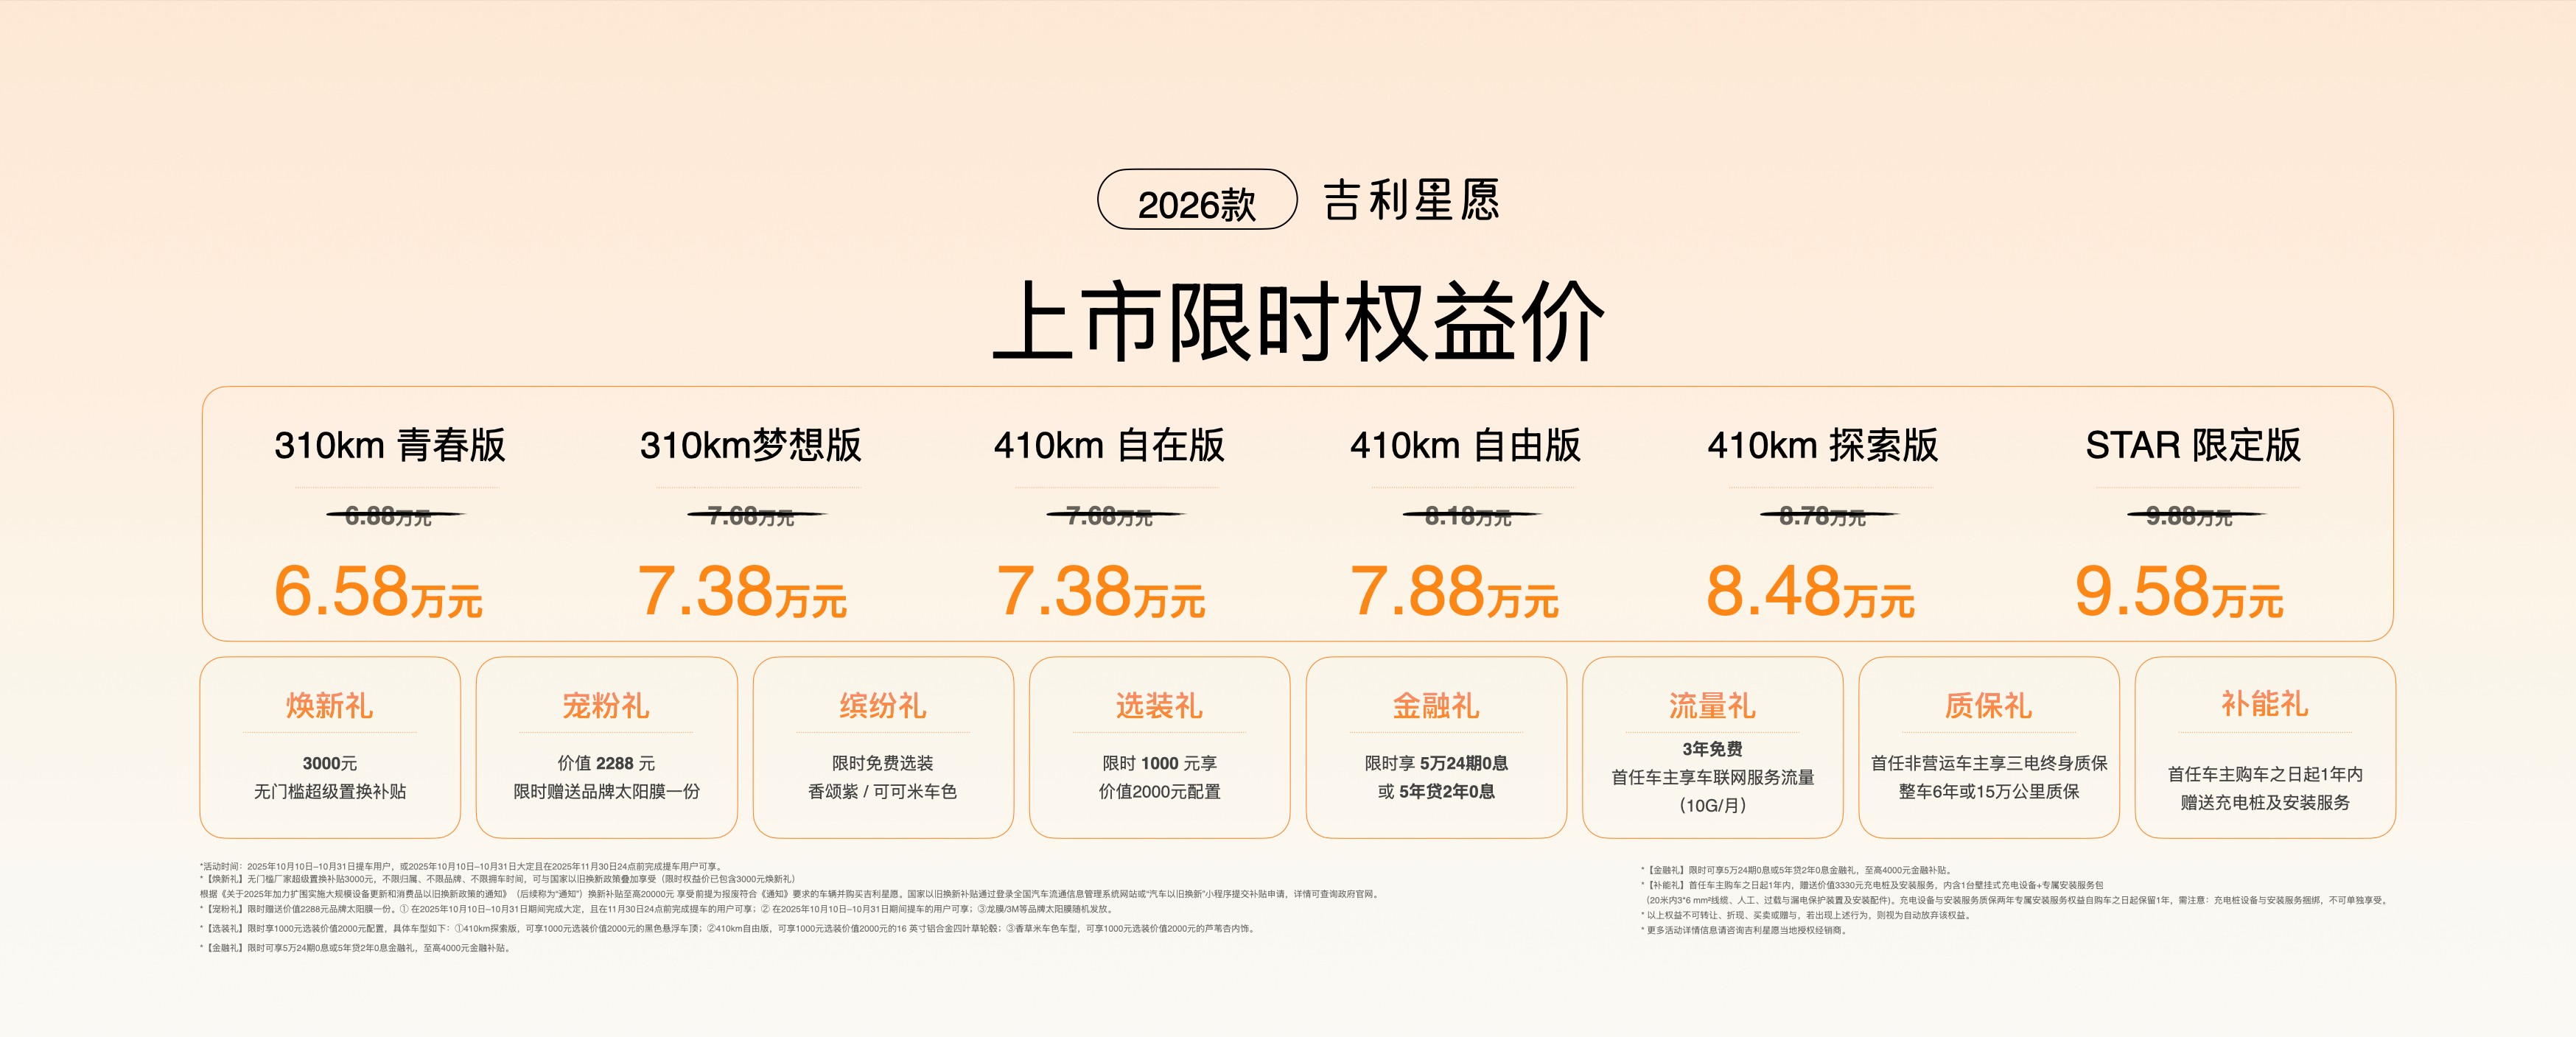 2026款 吉利星愿
上市限时权益价
310km 青春版
6.88万元
6.58万元
310km梦想版
7.68万元
7.38万元
410km 自在版
7.68万元
7.38万元
410km 自由版
8.18万元
7.88万元
410km 探索版
8.78万元
8.48万元
STAR 限定版
9.88万元
9.58万元
焕新礼
3000元
无门槛超级置换补贴
宠粉礼
价值 2288 元
限时赠送品牌太阳膜一份
缤纷礼
限时免费选装
香颂紫 / 可可米车色
选装礼
限时 1000 元享
价值2000元配置
金融礼
限时享 5万24期0息
或 5年贷2年0息
流量礼
3年免费
首任车主享车联网服务流量
（10G/月）
质保礼
首任非营运车主享三电终身质保
整车6年或15万公里质保
补能礼
首任车主购车之日起1年内
赠送充电桩及安装服务
*活动时间：2025年10月10日–10月31日提车用户，或2025年10月10日–10月31日大定且在2025年11月30日24点前完成提车用户可享。
*【焕新礼】无门槛厂家超级置换补贴3000元，不限归属、不限品牌、不限拥车时间，可与国家以旧换新政策叠加享受（限时权益价已包含3000元焕新礼）
根据《关于2025年加力扩围实施大规模设备更新和消费品以旧换新政策的通知》（后续称为“通知”）换新补贴至高20000元 享受前提为报废符合《通知》要求的车辆并购买吉利星愿。国家以旧换新补贴通过登录全国汽车流通信息管理系统网站或“汽车以旧换新”小程序提交补贴申请，详情可查询政府官网。
*【宠粉礼】限时赠送价值2288元品牌太阳膜一份。① 在2025年10月10日–10月31日期间完成大定，且在11月30日24点前完成提车的用户可享；② 在2025年10月10日–10月31日期间提车的用户可享；③龙膜/3M等品牌太阳膜随机发放。
*【选装礼】限时享1000元选装价值2000元配置，具体车型如下：①410km探索版，可享1000元选装价值2000元的黑色悬浮车顶；②410km自由版，可享1000元选装价值2000元的16 英寸铝合金四叶草轮毂；③香草米车色车型，可享1000元选装价值2000元的芦苇杏内饰。
*【金融礼】限时可享5万24期0息或5年贷2年0息金融礼，至高4000元金融补贴。
*【金融礼】限时可享5万24期0息或5年贷2年0息金融礼，至高4000元金融补贴。
*【补能礼】首任车主购车之日起1年内，赠送价值3330元充电桩及安装服务，内含1台壁挂式充电设备+专属安装服务包
（20米内3*6 mm²线缆、人工、过载与漏电保护装置及安装配件）。充电设备与安装服务质保两年专属安装服务权益自购车之日起保留1年，需注意：充电桩设备与安装服务捆绑，不可单独享受。
* 以上权益不可转让、折现、买卖或赠与，若出现上述行为，则视为自动放弃该权益。
* 更多活动详情信息请咨询吉利星愿当地授权经销商。